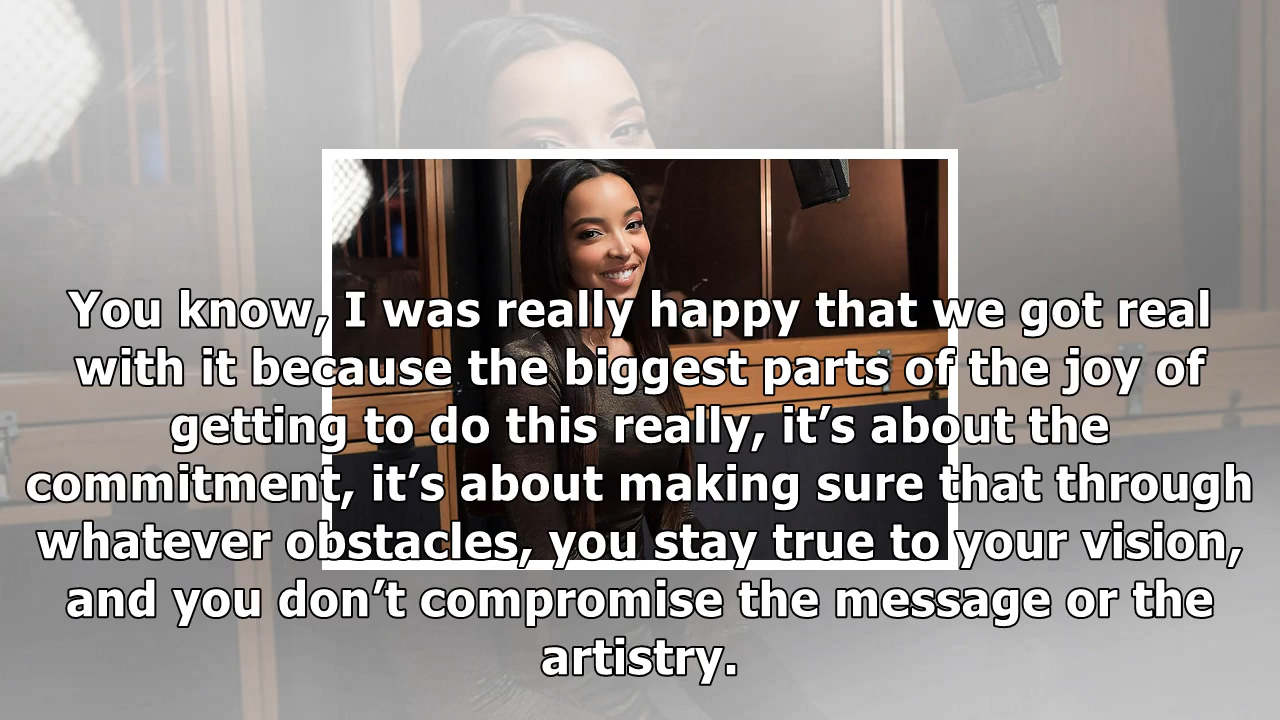 You know, I was really happy that we got real
with it because the biggest parts of the joy of
getting to do this really, it’s about the
commitment, it’s about making sure that through
whatever obstacles, you stay true to your vision,
and you don’t compromise the message or the
artistry.